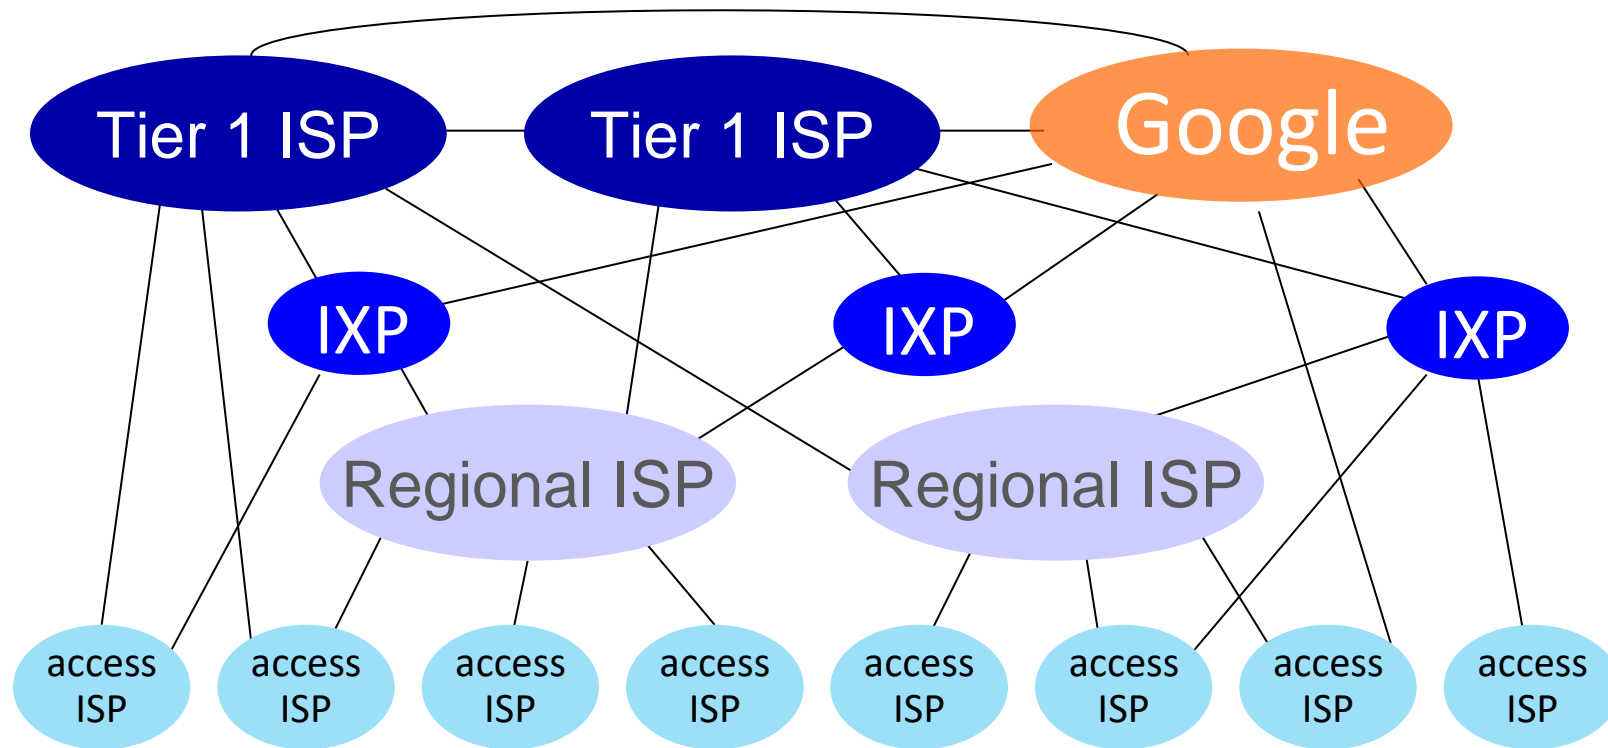 Tier 1 ISP
Tier 1 ISP
Google
IXP
IXP
IXP
Regional ISP
Regional ISP
access
ISP
access
ISP
access
ISP
access
ISP
access
ISP
access
ISP
access
ISP
access
ISP